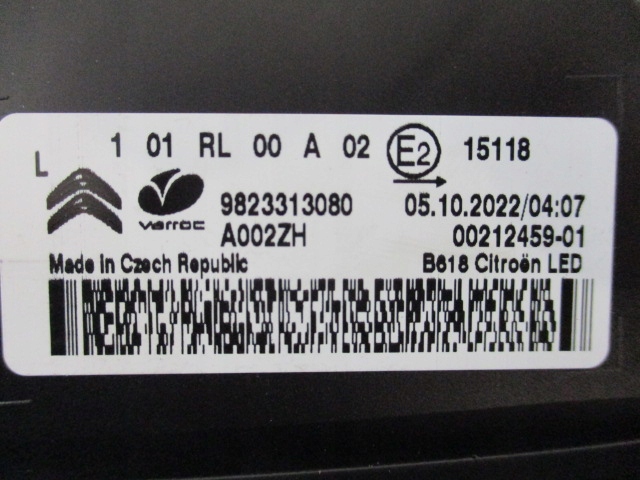 1 01 RL 00 A 02 E2 15118
L
varroc 9823313080 05.10.2022/04:07
A002ZH 00212459-01
Made In Czech Republic B618 Citroën LED